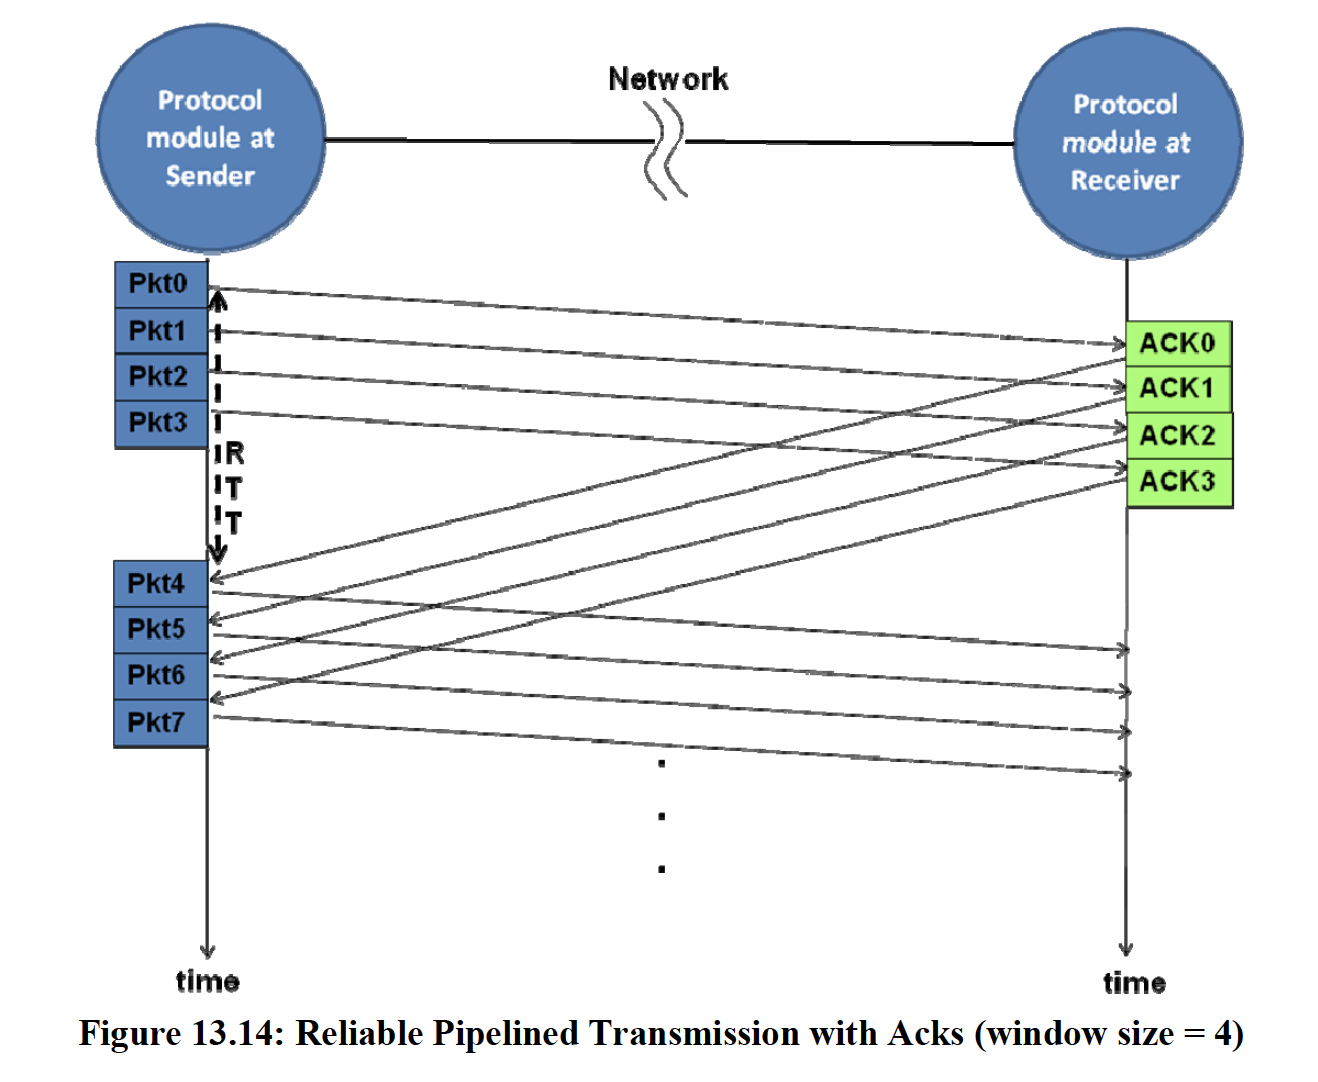 Network
Protocol
module at
Sender
Protocol
module at
Receiver
Pkt0
Pkt1
Pkt2
Pkt3
R
T
T
ACK0
ACK1
ACK2
ACK3
Pkt4
Pkt5
Pkt6
Pkt7
.
.
.
time
time
Figure 13.14: Reliable Pipelined Transmission with Acks (window size = 4)